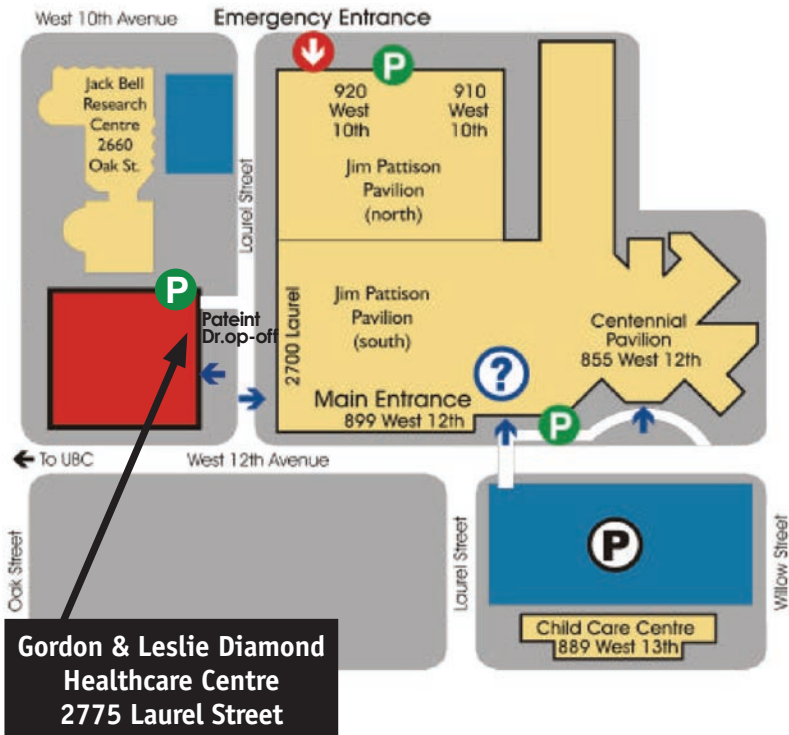 West 10th Avenue
Emergency Entrance
P
Jack Bell
Research
Centre
2660
Oak St.
Laurel Street
920
West
10th
910
West
10th
Jim Pattison
Pavilion
(north)
P
Pateint
Dr.op-off
2700 Laurel
Jim Pattison
Pavilion
(south)
?
Centennial
Pavilion
855 West 12th
Main Entrance
899 West 12th
P
To UBC
West 12th Avenue
Oak Street
Laurel Street
P
Willow Street
Child Care Centre
889 West 13th
Gordon & Leslie Diamond
Healthcare Centre
2775 Laurel Street